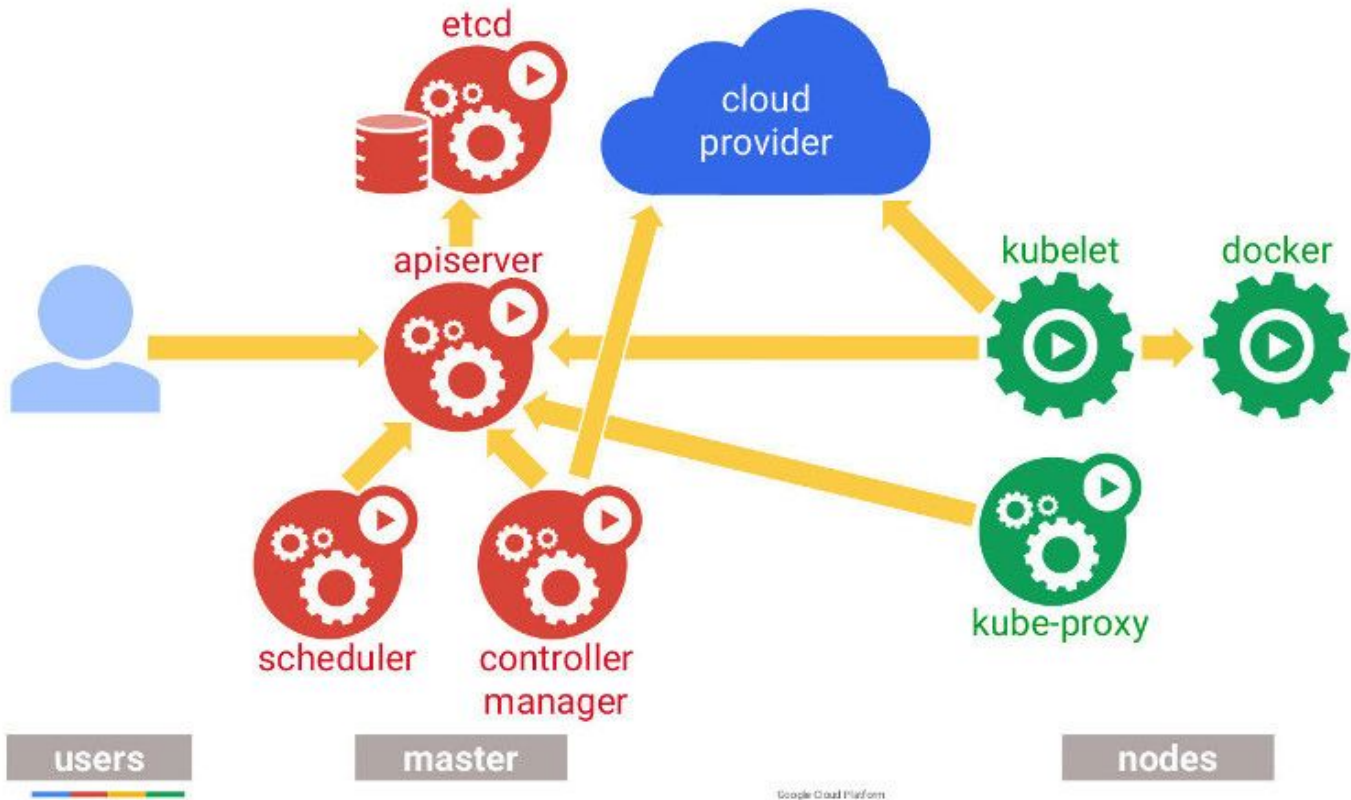 etcd
cloud
provider
apiserver
kubelet
docker
scheduler
controller
manager
kube-proxy
users
master
nodes
Google Cloud Platform